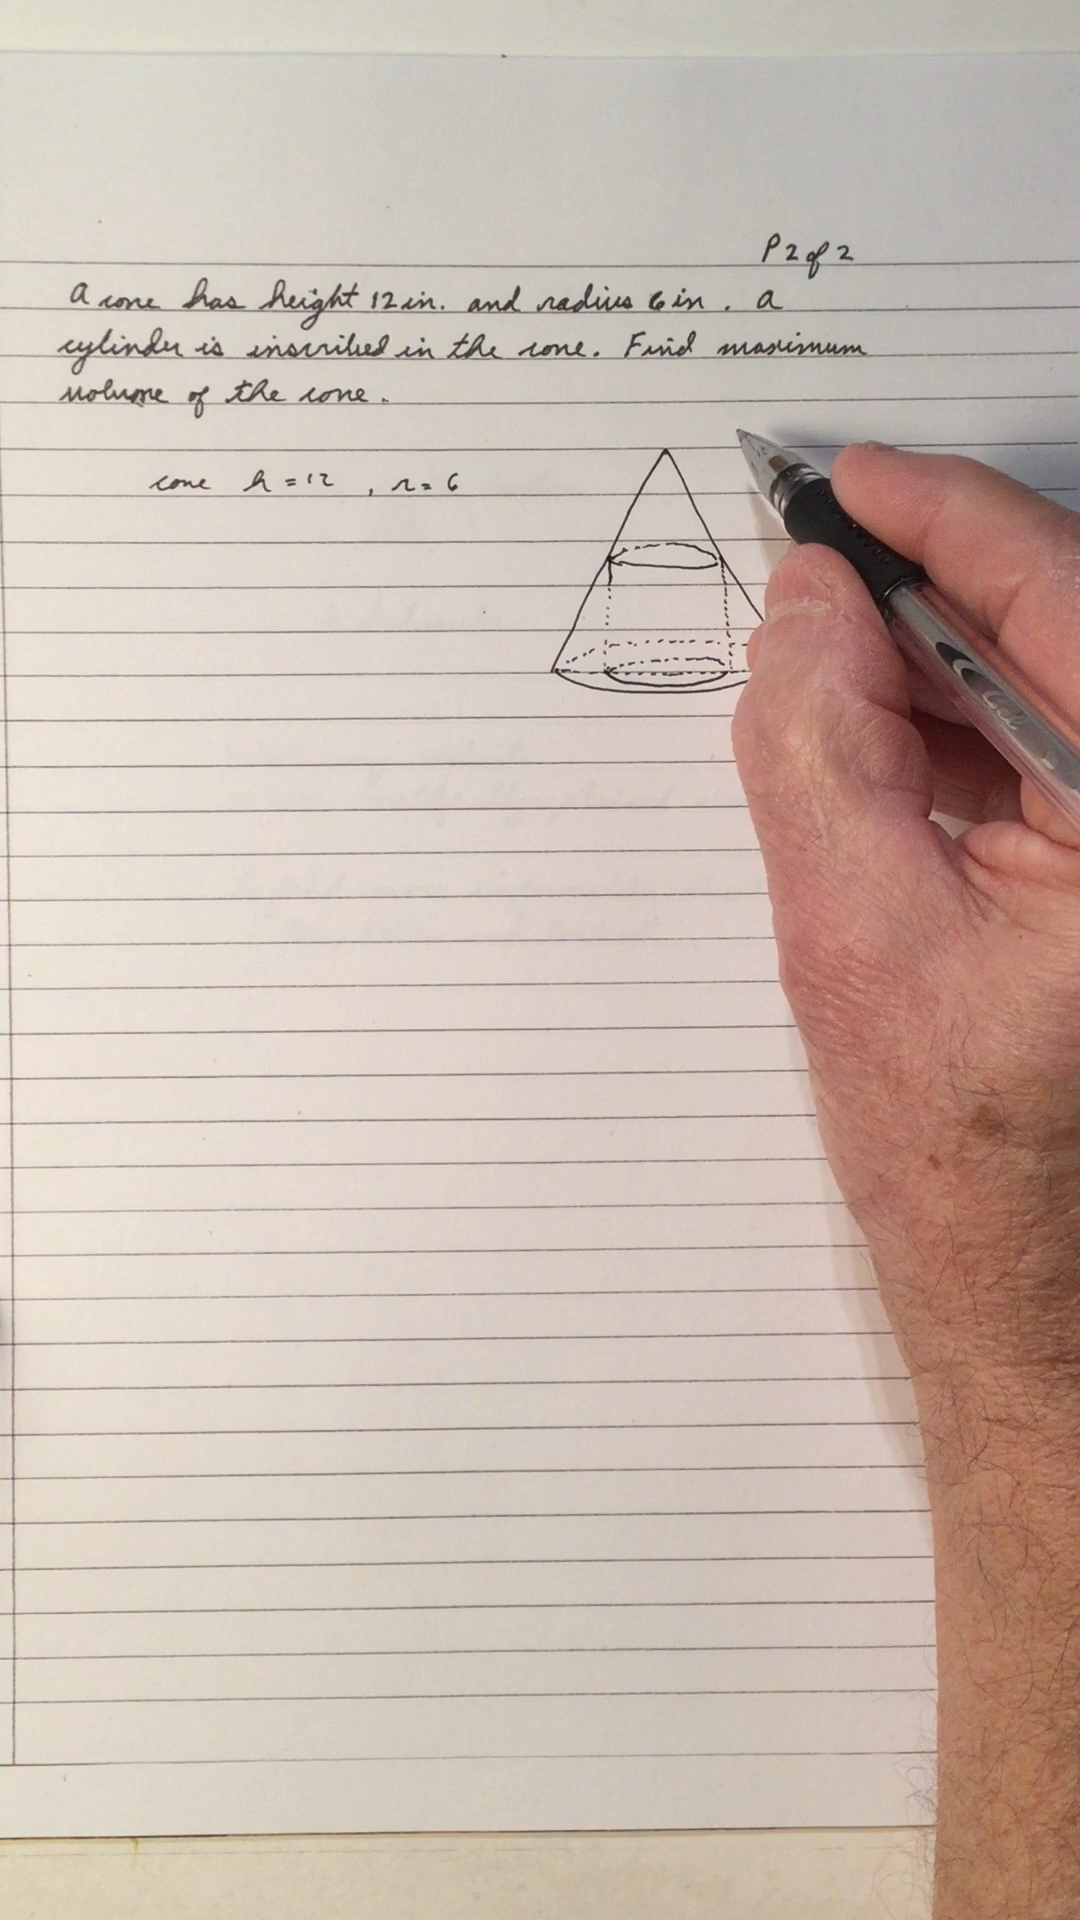 P 2 of 2
A cone has height 12 in. and radius 6 in. A
cylinder is inscribed in the cone. Find maximum
volume of the cone.
cone h = 12 , r = 6